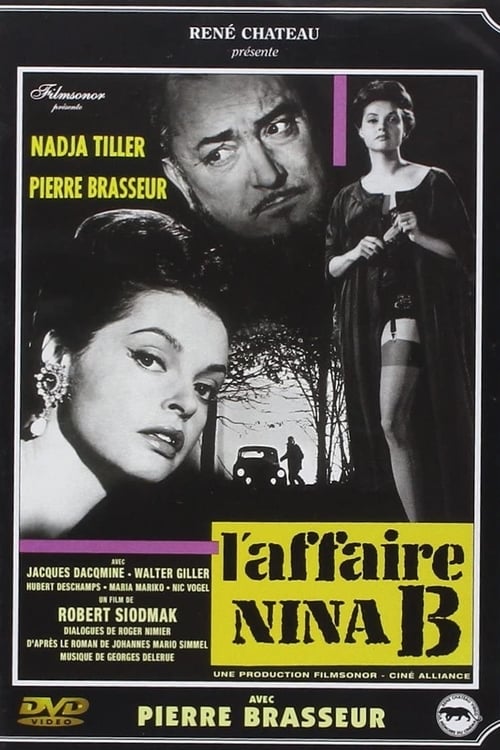 RENÉ CHATEAU
présente
Filmsonor
présente
NADJA TILLER
PIERRE BRASSEUR
AVEC
JACQUES DACQMINE - WALTER GILLER
HUBERT DESCHAMPS - MARIA MARIKO - NIC VOGEL
UN FILM DE
ROBERT SIODMAK
DIALOGUES DE ROGER NIMIER
D'APRÈS LE ROMAN DE JOHANNES MARIO SIMMEL
MUSIQUE DE GEORGES DELERUE
l'affaire
NINA B
UNE PRODUCTION FILMSONOR - CINÉ ALLIANCE
DVD
VIDEO
AVEC
PIERRE BRASSEUR